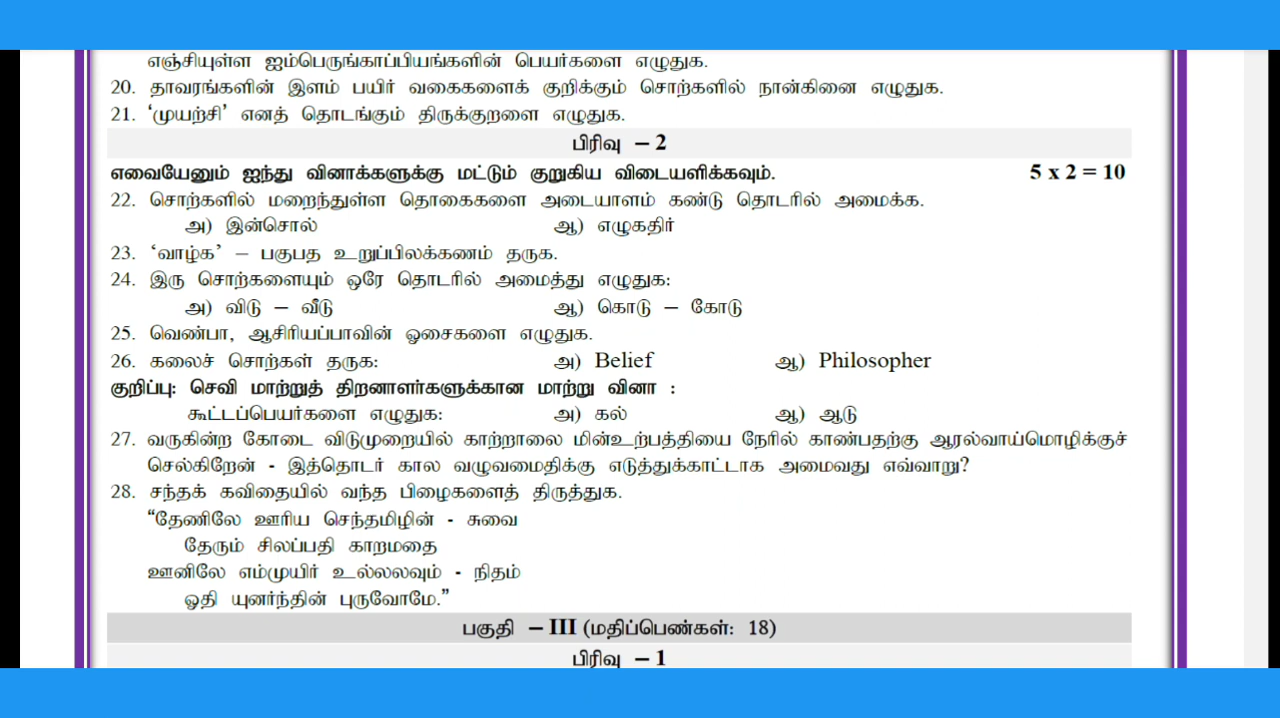 எஞ்சியுள்ள ஐம்பெருங்காப்பியங்களின் பெயர்களை எழுதுக.
20. தாவரங்களின் இளம் பயிர் வகைகளைக் குறிக்கும் சொற்களில் நான்கினை எழுதுக.
21. ‘முயற்சி’ எனத் தொடங்கும் திருக்குறளை எழுதுக.
பிரிவு – 2
எவையேனும் ஐந்து வினாக்களுக்கு மட்டும் குறுகிய விடையளிக்கவும். 5 x 2 = 10
22. சொற்களில் மறைந்துள்ள தொகைகளை அடையாளம் கண்டு தொடரில் அமைக்க.
அ) இன்சொல் ஆ) எழுகதிர்
23. ‘வாழ்க’ – பகுபத உறுப்பிலக்கணம் தருக.
24. இரு சொற்களையும் ஒரே தொடரில் அமைத்து எழுதுக:
அ) விடு – வீடு ஆ) கொடு – கோடு
25. வெண்பா, ஆசிரியப்பாவின் ஓசைகளை எழுதுக.
26. கலைச் சொற்கள் தருக: அ) Belief ஆ) Philosopher
குறிப்பு: செவி மாற்றுத் திறனாளர்களுக்கான மாற்று வினா :
கூட்டப்பெயர்களை எழுதுக: அ) கல் ஆ) ஆடு
27. வருகின்ற கோடை விடுமுறையில் காற்றாலை மின்உற்பத்தியை நேரில் காண்பதற்கு ஆரல்வாய்மொழிக்குச்
செல்கிறேன் - இத்தொடர் கால வழுவமைதிக்கு எடுத்துக்காட்டாக அமைவது எவ்வாறு?
28. சந்தக் கவிதையில் வந்த பிழைகளைத் திருத்துக.
“தேணிலே ஊரிய செந்தமிழின் - சுவை
தேரும் சிலப்பதி காறமதை
ஊனிலே எம்முயிர் உல்லலவும் - நிதம்
ஓதி யுனர்ந்தின் புருவோமே.”
பகுதி – III (மதிப்பெண்கள்: 18)
பிரிவு – 1